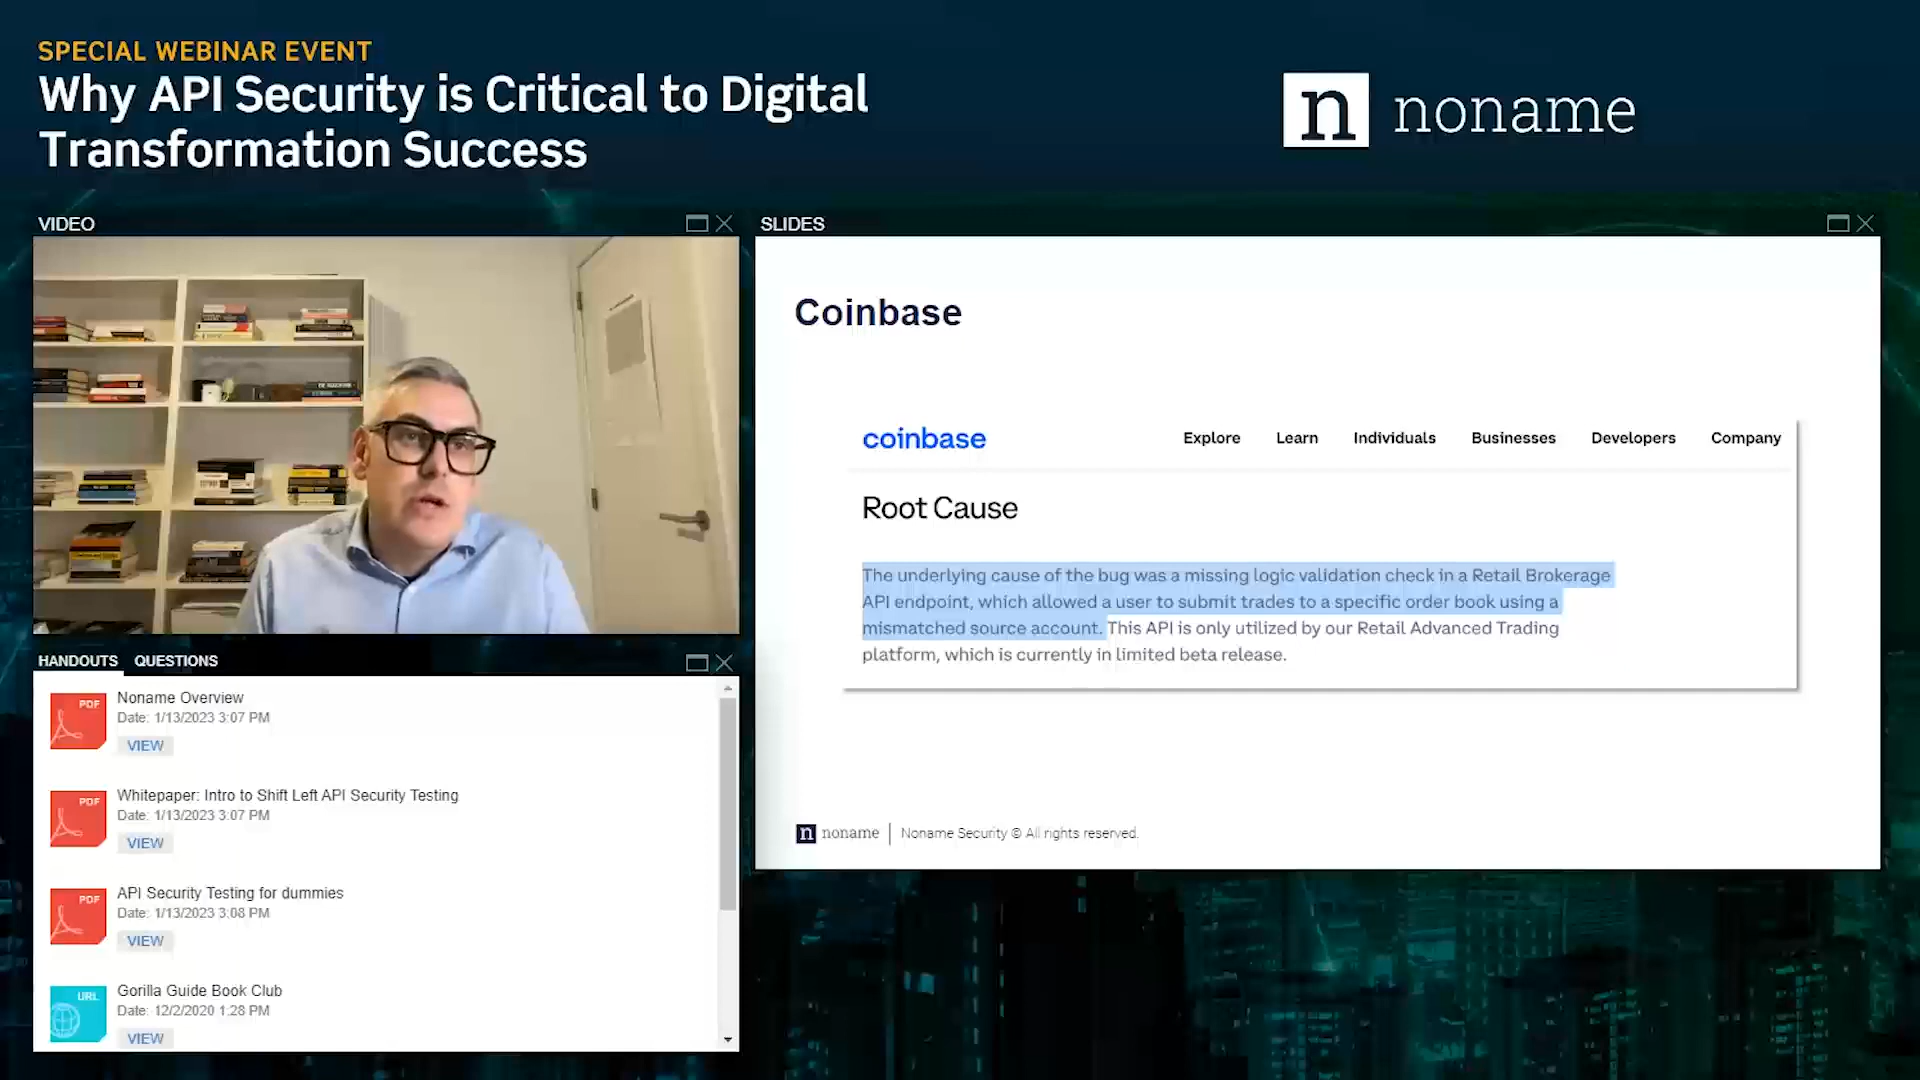 SPECIAL WEBINAR EVENT
Why API Security is Critical to Digital
Transformation Success
n noname
VIDEO
SLIDES
Coinbase
coinbase
Explore
Learn
Individuals
Businesses
Developers
Company
Root Cause
The underlying cause of the bug was a missing logic validation check in a Retail Brokerage
API endpoint, which allowed a user to submit trades to a specific order book using a
mismatched source account. This API is only utilized by our Retail Advanced Trading
platform, which is currently in limited beta release.
n noname | Noname Security © All rights reserved.
HANDOUTS
QUESTIONS
PDF
Noname Overview
Date: 1/13/2023 3:07 PM
VIEW
PDF
Whitepaper: Intro to Shift Left API Security Testing
Date: 1/13/2023 3:07 PM
VIEW
PDF
API Security Testing for dummies
Date: 1/13/2023 3:08 PM
VIEW
URL
Gorilla Guide Book Club
Date: 12/2/2020 1:28 PM
VIEW